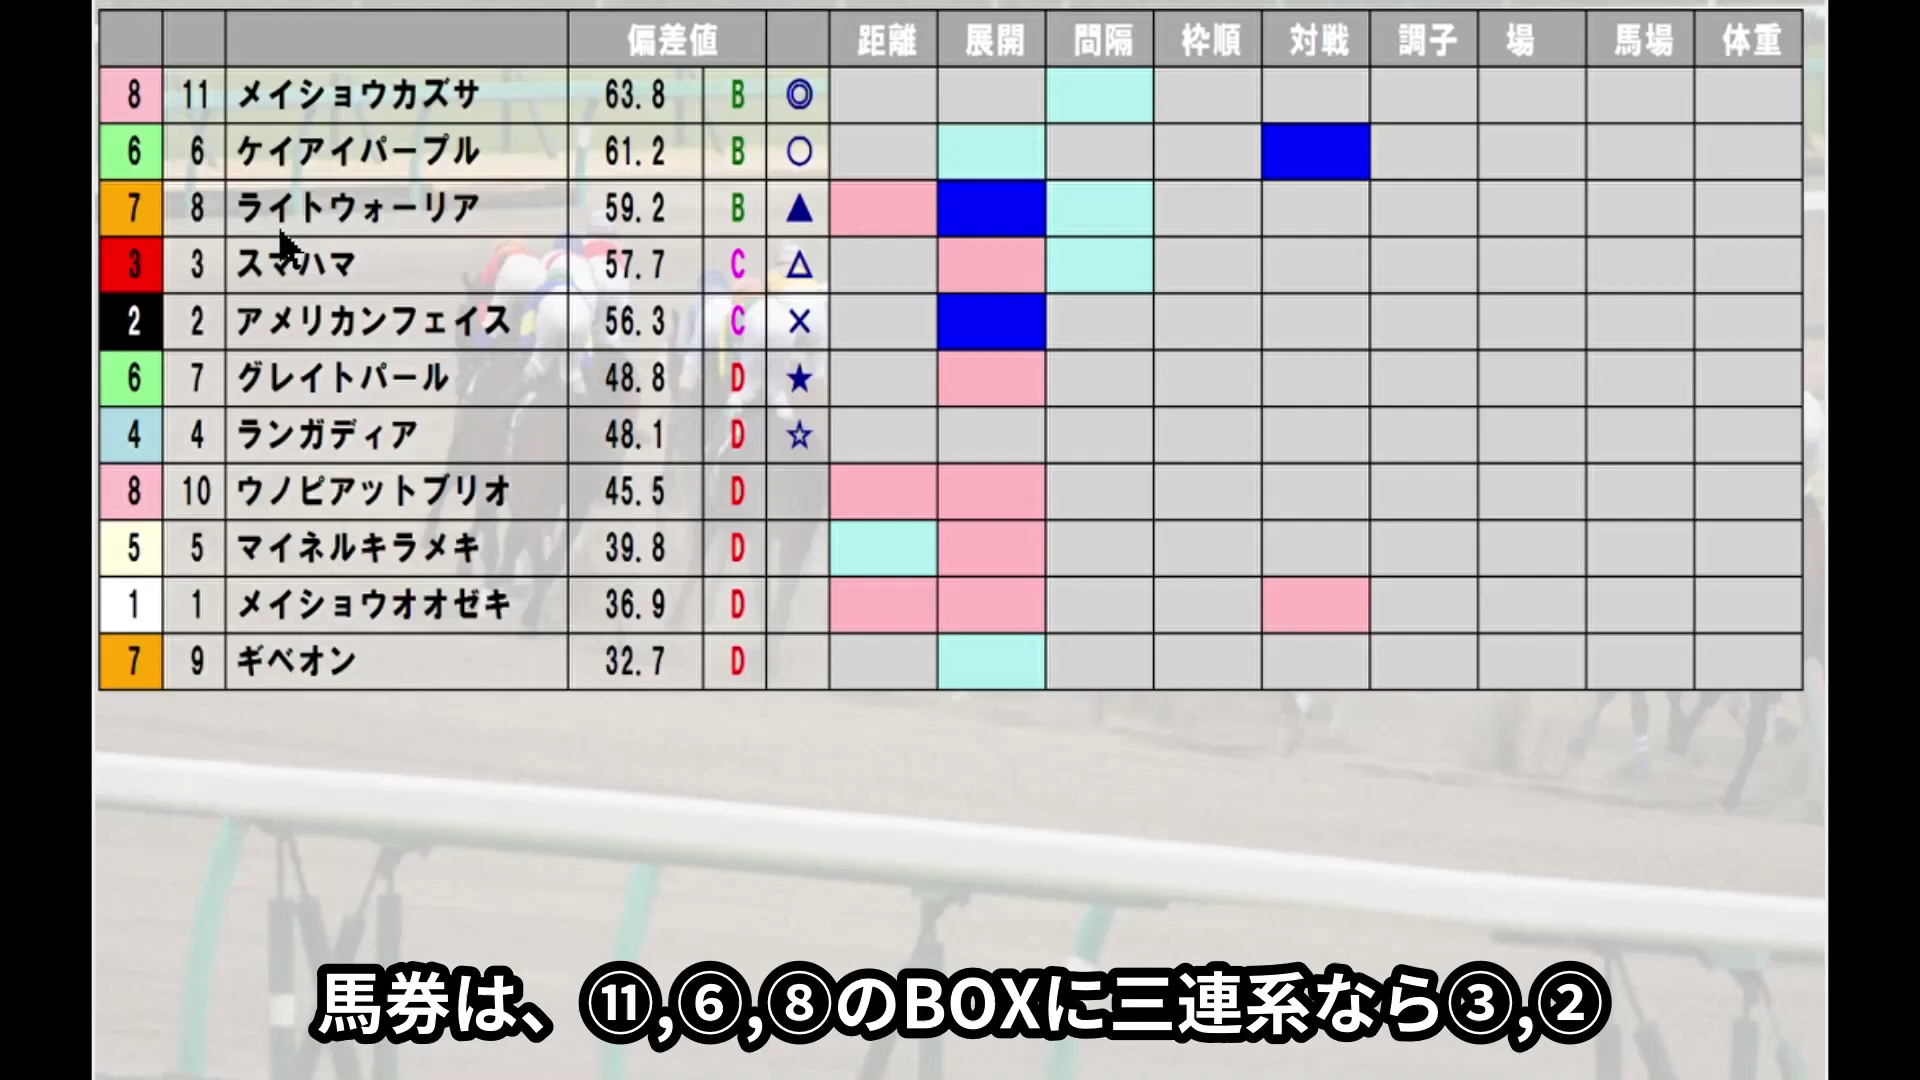 偏差値 距離 展開 間隔 枠順 対戦 調子 場 馬場 体重
8 11 メイショウカズサ 63.8 B ◎
6 6 ケイアイパープル 61.2 B ○
7 8 ライトウォーリア 59.2 B ▲
3 3 スマハマ 57.7 C △
2 2 アメリカンフェイス 56.3 C ×
6 7 グレイトパール 48.8 D ★
4 4 ランガディア 48.1 D ☆
8 10 ウノピアットブリオ 45.5 D
5 5 マイネルキラメキ 39.8 D
1 1 メイショウオオゼキ 36.9 D
7 9 ギベオン 32.7 D
馬券は、⑪,⑥,⑧のBOXに三連系なら③,②